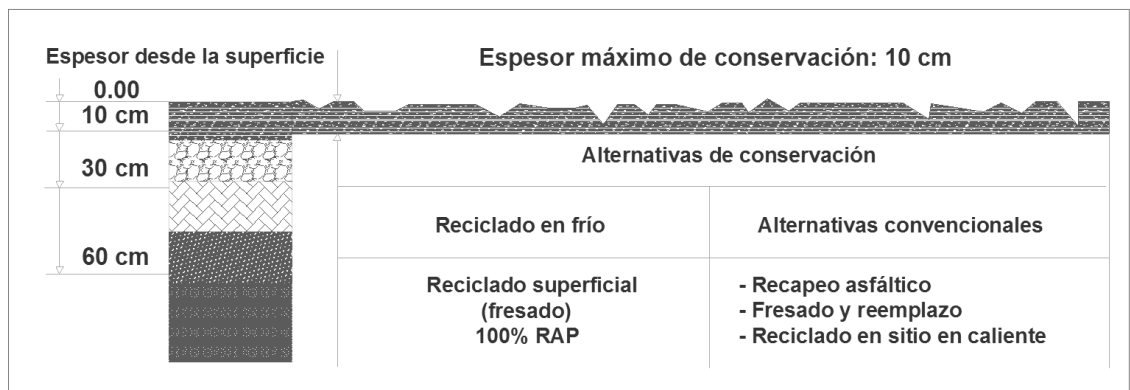 Espesor desde la superficie
0.00
10 cm
30 cm
60 cm
Espesor máximo de conservación: 10 cm
Alternativas de conservación
Reciclado en frío
Alternativas convencionales
Reciclado superficial
(fresado)
100% RAP
- Recapeo asfáltico
- Fresado y reemplazo
- Reciclado en sitio en caliente